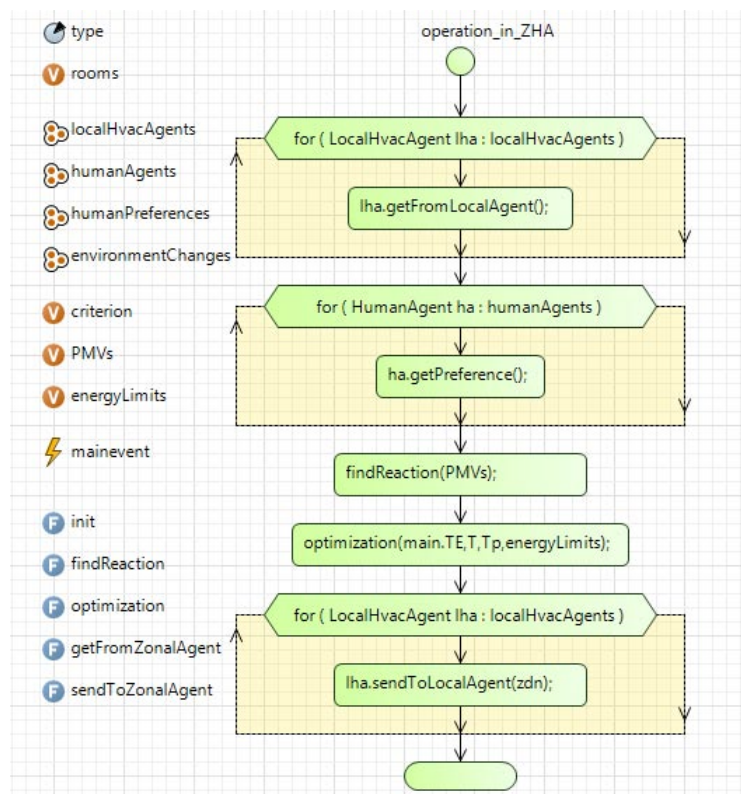 type
rooms
localHvacAgents
humanAgents
humanPreferences
environmentChanges
V criterion
V PMVs
V energyLimits
mainevent
F init
F findReaction
F optimization
F getFromZonalAgent
F sendToZonalAgent
operation_in_ZHA
for ( LocalHvacAgent lha : localHvacAgents )
lha.getFromLocalAgent();
for ( HumanAgent ha : humanAgents )
ha.getPreference();
findReaction(PMVs);
optimization(main.TE,T,Tp,energyLimits);
for ( LocalHvacAgent lha : localHvacAgents )
lha.sendToLocalAgent(zdn);